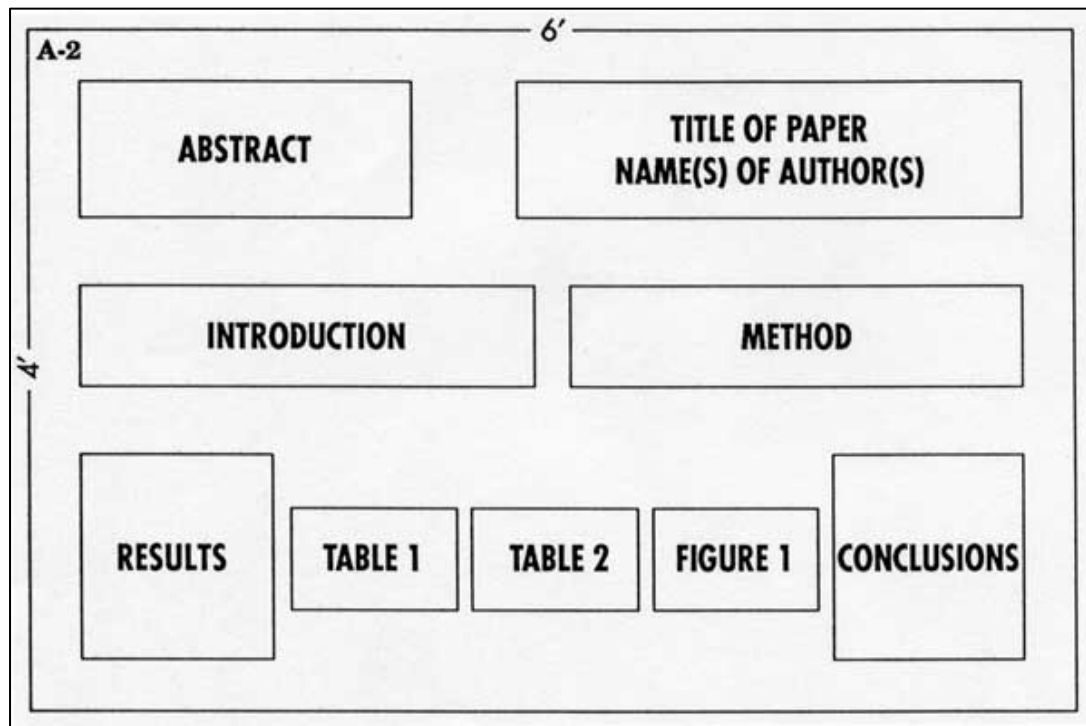 6'
A-2
ABSTRACT
TITLE OF PAPER
NAME(S) OF AUTHOR(S)
INTRODUCTION
METHOD
4'
RESULTS
TABLE 1
TABLE 2
FIGURE 1
CONCLUSIONS